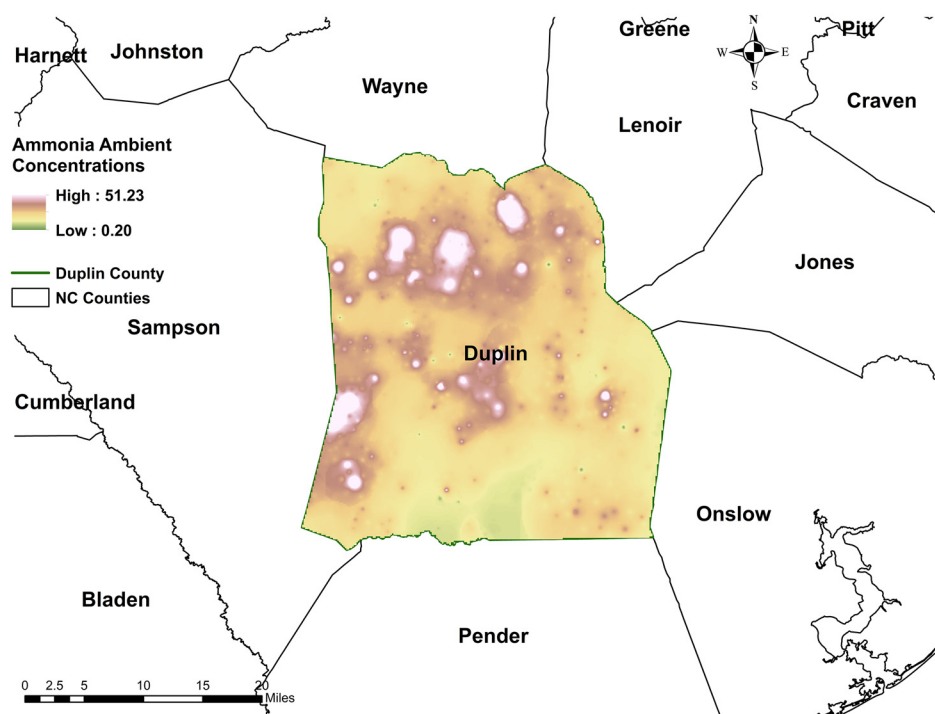 Greene
Pitt
N
W E
S
Harnett
Johnston
Wayne
Craven
Lenoir
Ammonia Ambient
Concentrations
High : 51.23
Low : 0.20
Duplin County
NC Counties
Jones
Sampson
Duplin
Cumberland
Onslow
Bladen
Pender
0 2.5 5 10 15 20
Miles